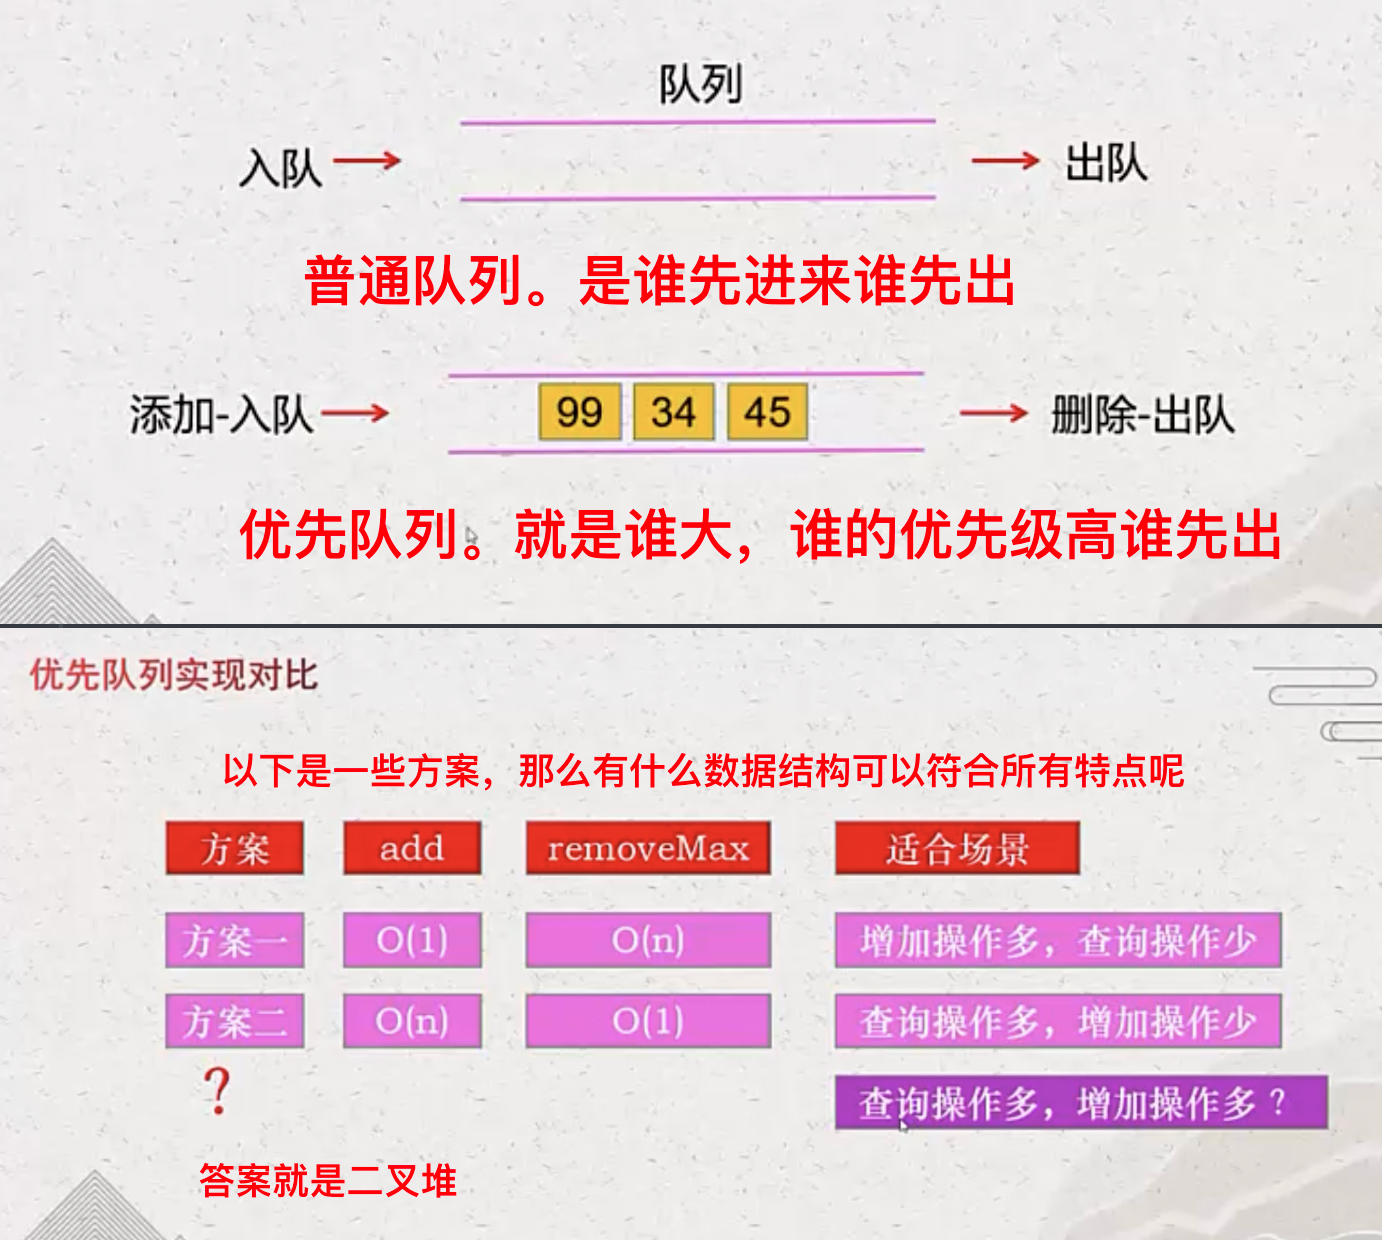 队列
入队
出队
普通队列。是谁先进来谁先出
添加-入队 99 34 45 删除-出队
优先队列。就是谁大，谁的优先级高谁先出
优先队列实现对比
以下是一些方案，那么有什么数据结构可以符合所有特点呢
方案 add removeMax 适合场景
方案一 O(1) O(n) 增加操作多，查询操作少
方案二 O(n) O(1) 查询操作多，增加操作少
？
查询操作多，增加操作多？
答案就是二叉堆